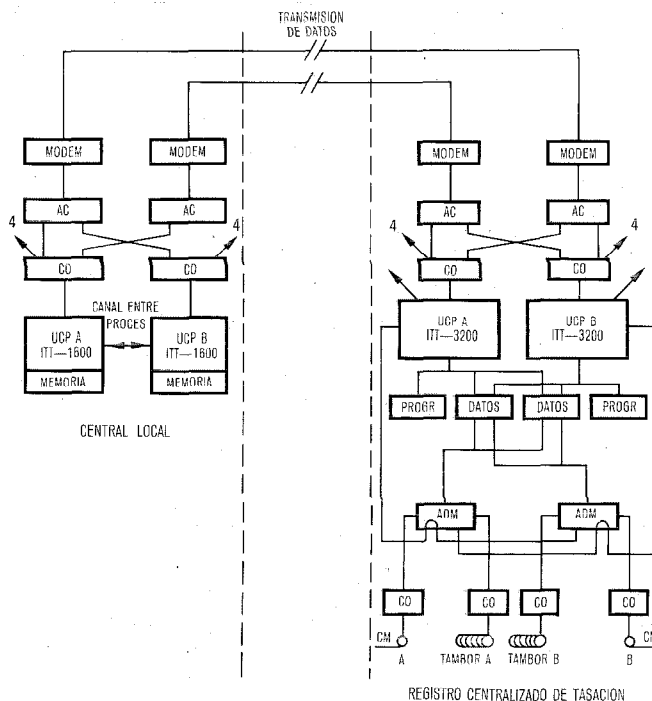 TRANSMISION
DE DATOS
MODEM
MODEM
MODEM
MODEM
AC
AC
AC
AC
4
4
4
4
CO
CO
CO
CO
CANAL ENTRE
PROCES
UCP A
ITT—1600
UCP B
ITT—1600
UCP A
ITT—3200
UCP B
ITT—3200
MEMORIA
MEMORIA
PROGR
DATOS
DATOS
PROGR
CENTRAL LOCAL
ADM
ADM
CO
CO
CO
CO
CM
A
TAMBOR A
TAMBOR B
B
CM
REGISTRO CENTRALIZADO DE TASACION